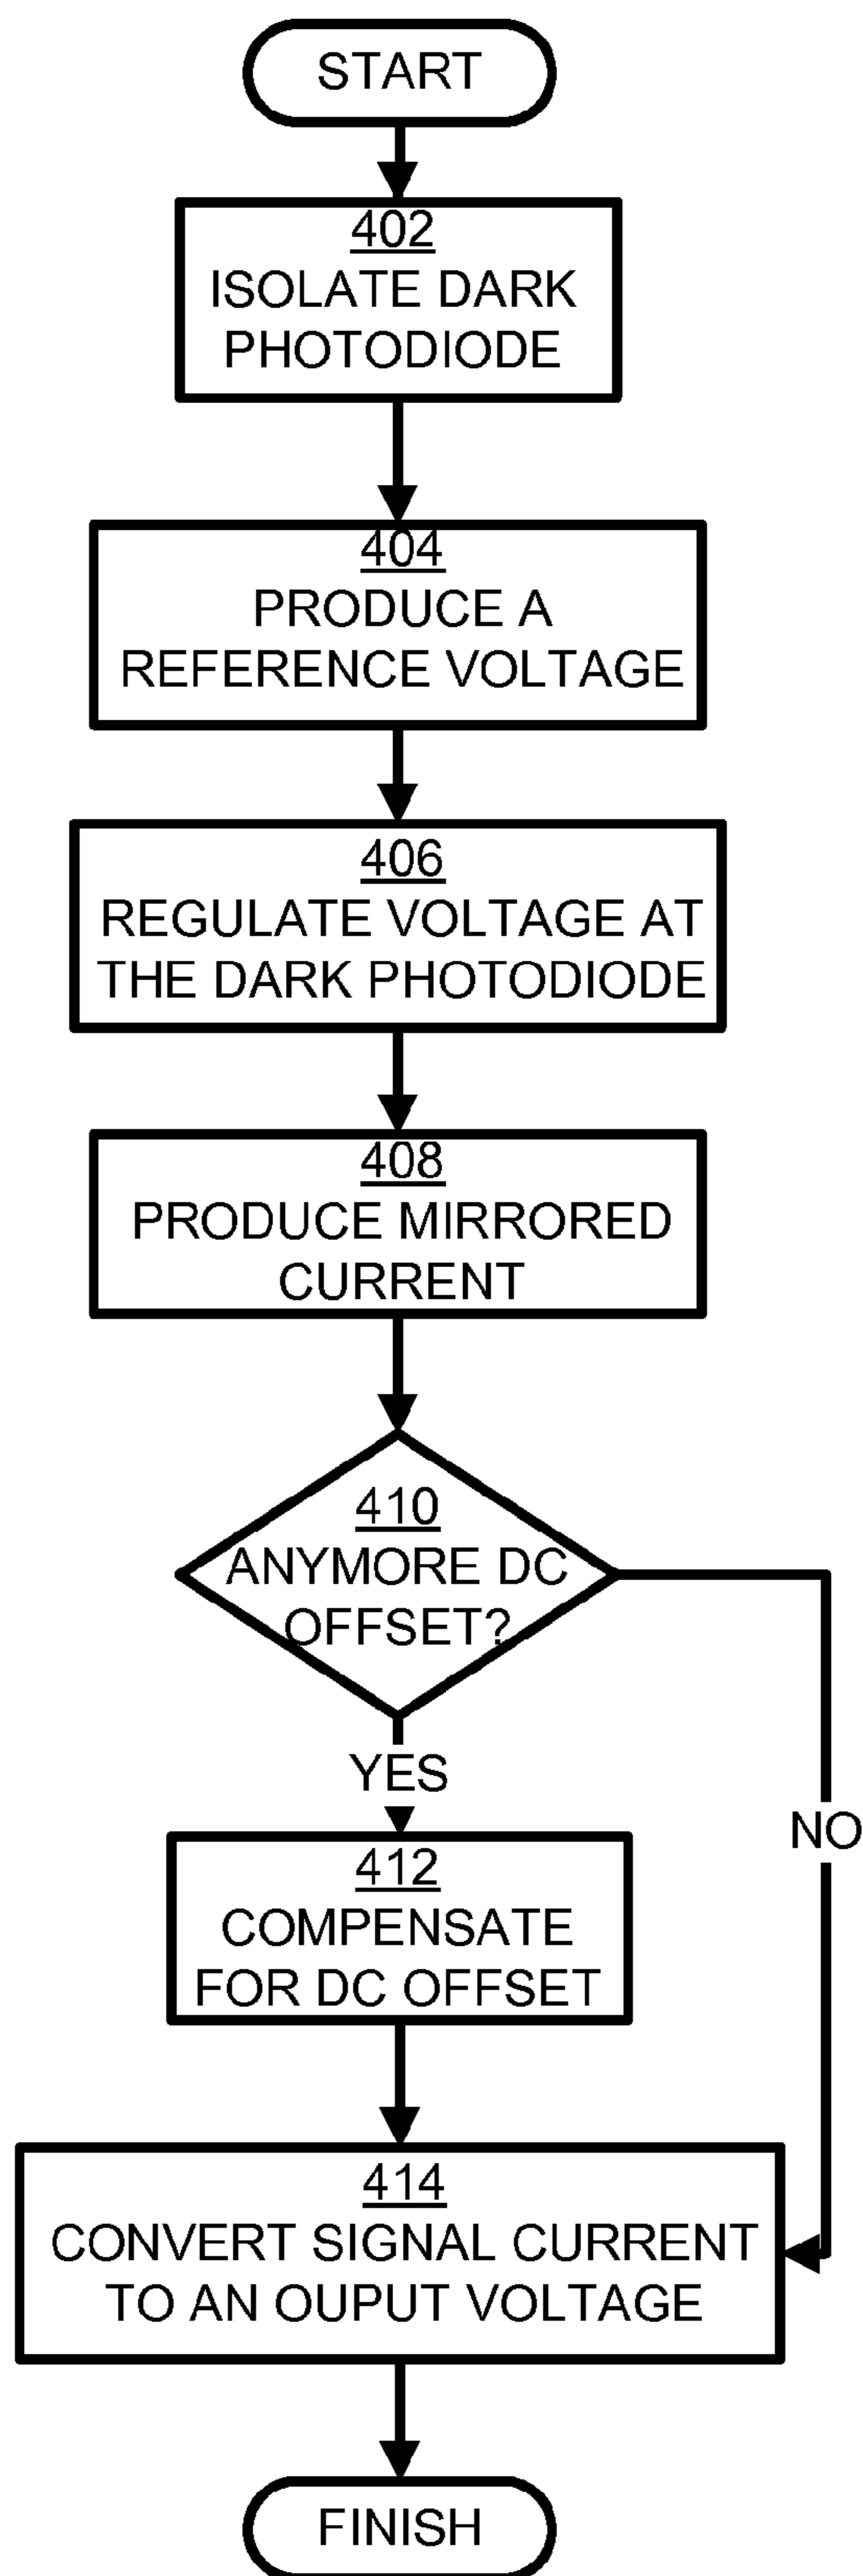 START
402
ISOLATE DARK
PHOTODIODE
404
PRODUCE A
REFERENCE VOLTAGE
406
REGULATE VOLTAGE AT
THE DARK PHOTODIODE
408
PRODUCE MIRRORED
CURRENT
410
ANYMORE DC
OFFSET?
YES
NO
412
COMPENSATE
FOR DC OFFSET
414
CONVERT SIGNAL CURRENT
TO AN OUPUT VOLTAGE
FINISH